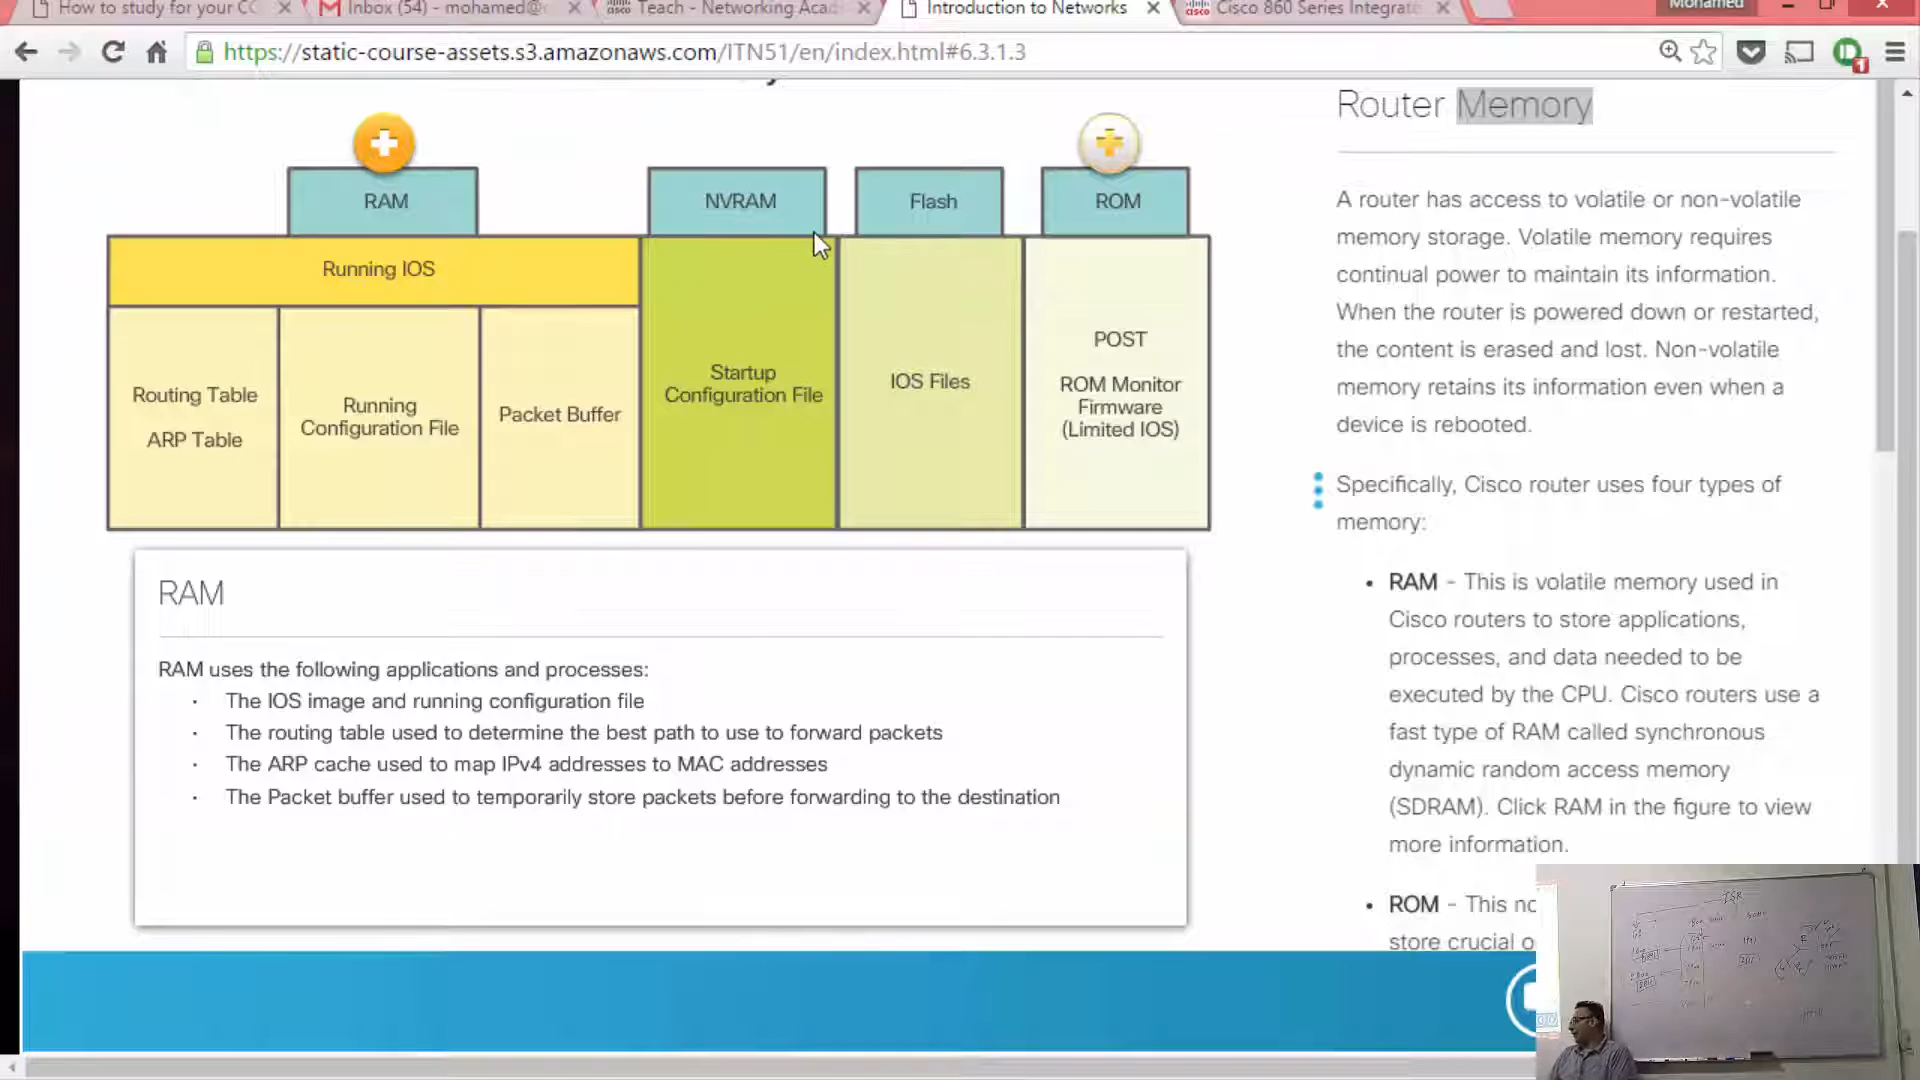 How to study for your CC
Inbox (54) - mohamed@
Teach - Networking Acad
Introduction to Networks
Cisco 860 Series Integrate
Mohamed
https://static-course-assets.s3.amazonaws.com/ITN51/en/index.html#6.3.1.3
1
RAM
NVRAM
Flash
ROM
Running IOS
Routing Table
ARP Table
Running
Configuration File
Packet Buffer
Startup
Configuration File
IOS Files
POST
ROM Monitor
Firmware
(Limited IOS)
RAM
RAM uses the following applications and processes:
· The IOS image and running configuration file
· The routing table used to determine the best path to use to forward packets
· The ARP cache used to map IPv4 addresses to MAC addresses
· The Packet buffer used to temporarily store packets before forwarding to the destination
Router Memory
A router has access to volatile or non-volatile
memory storage. Volatile memory requires
continual power to maintain its information.
When the router is powered down or restarted,
the content is erased and lost. Non-volatile
memory retains its information even when a
device is rebooted.
Specifically, Cisco router uses four types of
memory:
• RAM - This is volatile memory used in
Cisco routers to store applications,
processes, and data needed to be
executed by the CPU. Cisco routers use a
fast type of RAM called synchronous
dynamic random access memory
(SDRAM). Click RAM in the figure to view
more information.
• ROM - This no
store crucial o
ISR